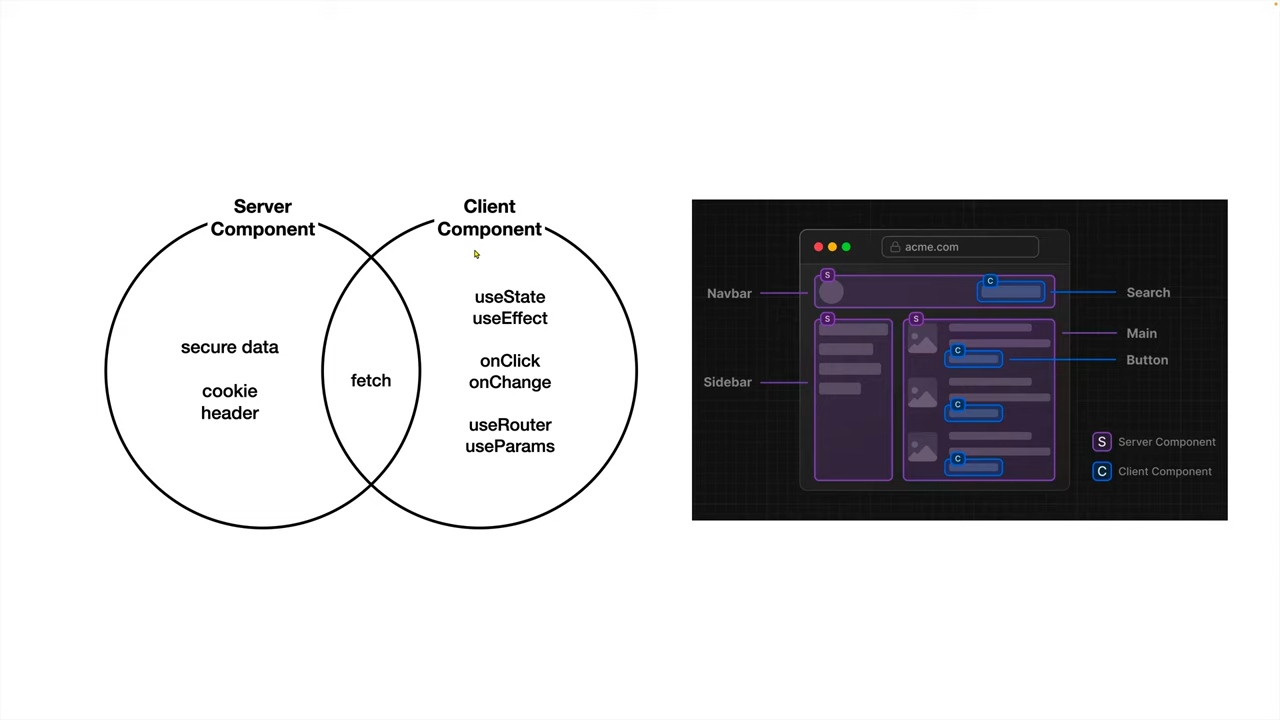 Server
Component
Client
Component
secure data
cookie
header
fetch
useState
useEffect
onClick
onChange
useRouter
useParams
acme.com
S
C
Navbar
Search
S
S
Main
C
Button
Sidebar
C
C
S Server Component
C Client Component